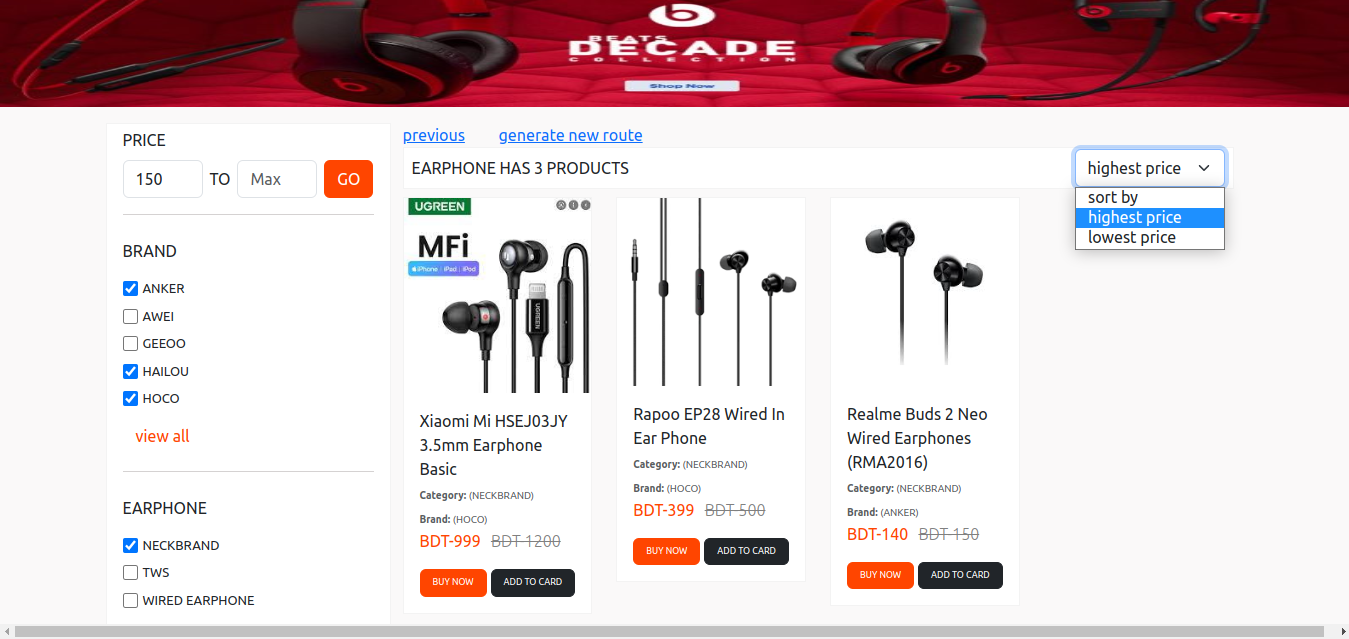 BEATS
DECADE
COLLECTION
Shop Now
PRICE
150 TO Max GO
BRAND
ANKER
AWEI
GEEOO
HAILOU
HOCO
view all
EARPHONE
NECKBRAND
TWS
WIRED EARPHONE
previous generate new route
EARPHONE HAS 3 PRODUCTS
highest price
sort by
highest price
lowest price
UGREEN
MFi
iPhone | iPad | iPod
UGREEN
Xiaomi Mi HSEJ03JY
3.5mm Earphone
Basic
Category: (NECKBRAND)
Brand: (HOCO)
BDT-999 BDT-1200
BUY NOW ADD TO CARD
Rapoo EP28 Wired In
Ear Phone
Category: (NECKBRAND)
Brand: (HOCO)
BDT-399 BDT-500
BUY NOW ADD TO CARD
Realme Buds 2 Neo
Wired Earphones
(RMA2016)
Category: (NECKBRAND)
Brand: (ANKER)
BDT-140 BDT-150
BUY NOW ADD TO CARD